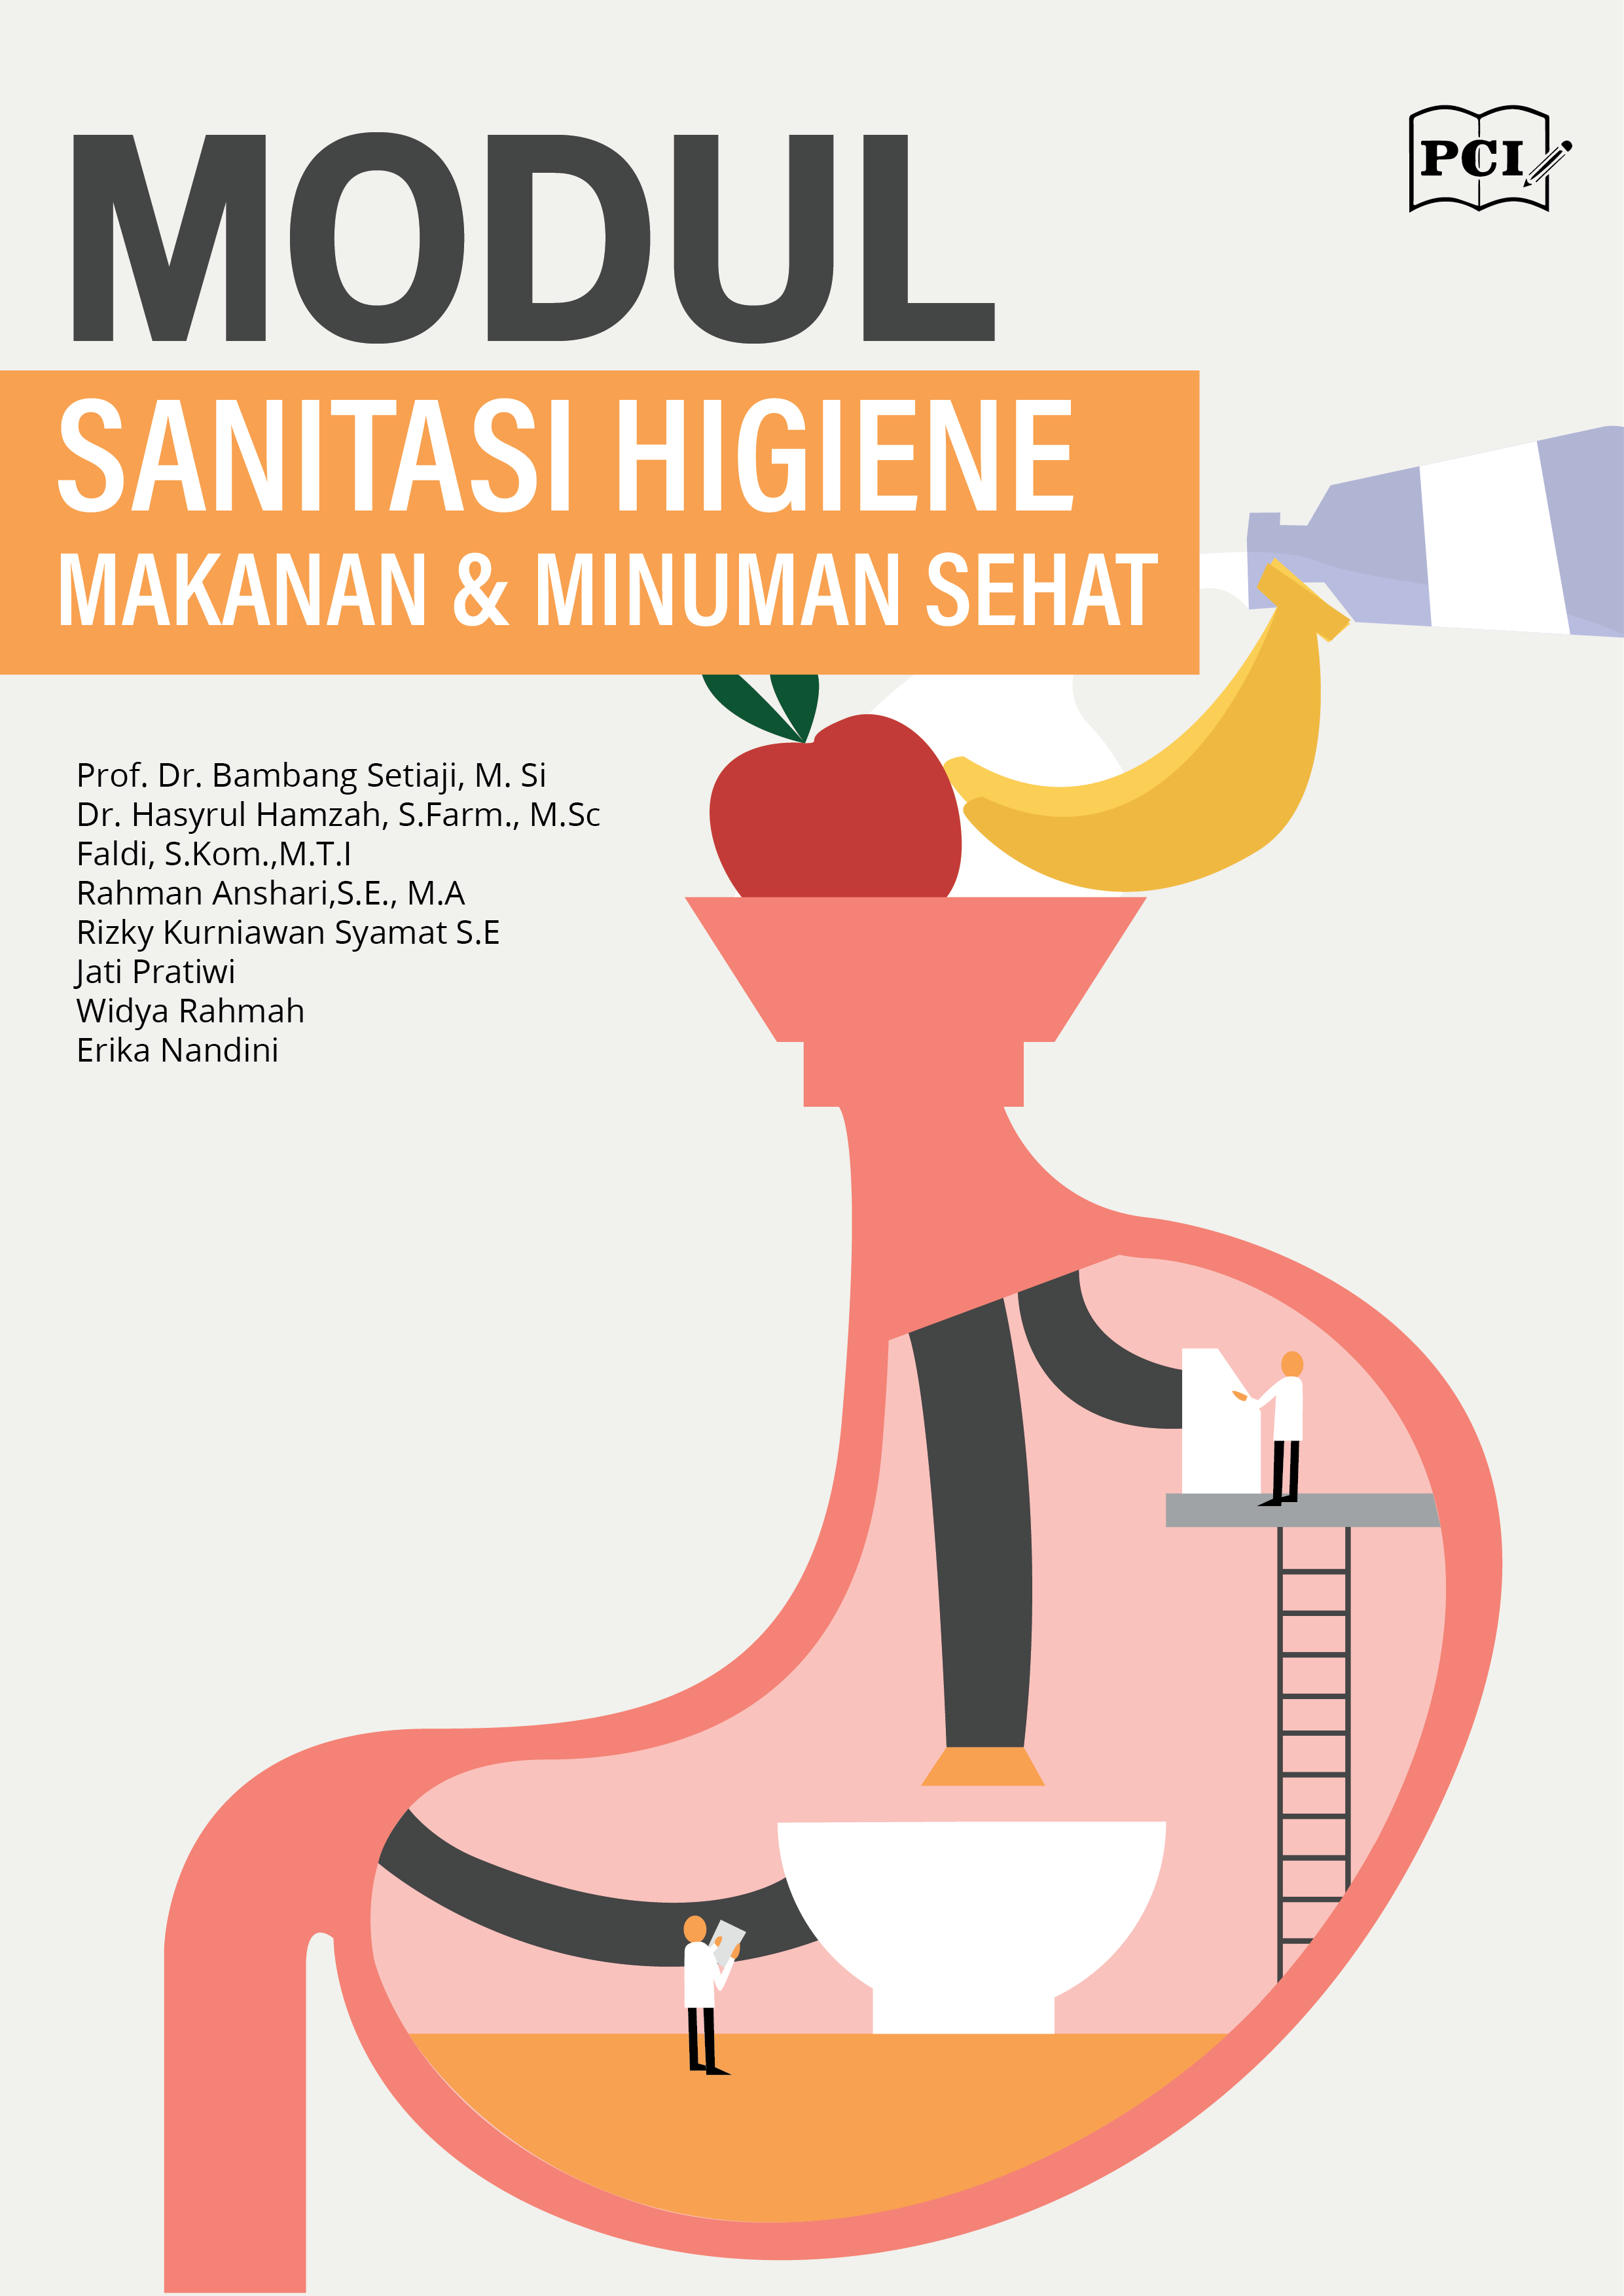 MODUL
PCI
SANITASI HIGIENE
MAKANAN & MINUMAN SEHAT
Prof. Dr. Bambang Setiaji, M. Si
Dr. Hasyrul Hamzah, S.Farm., M.Sc
Faldi, S.Kom.,M.T.I
Rahman Anshari,S.E., M.A
Rizky Kurniawan Syamat S.E
Jati Pratiwi
Widya Rahmah
Erika Nandini